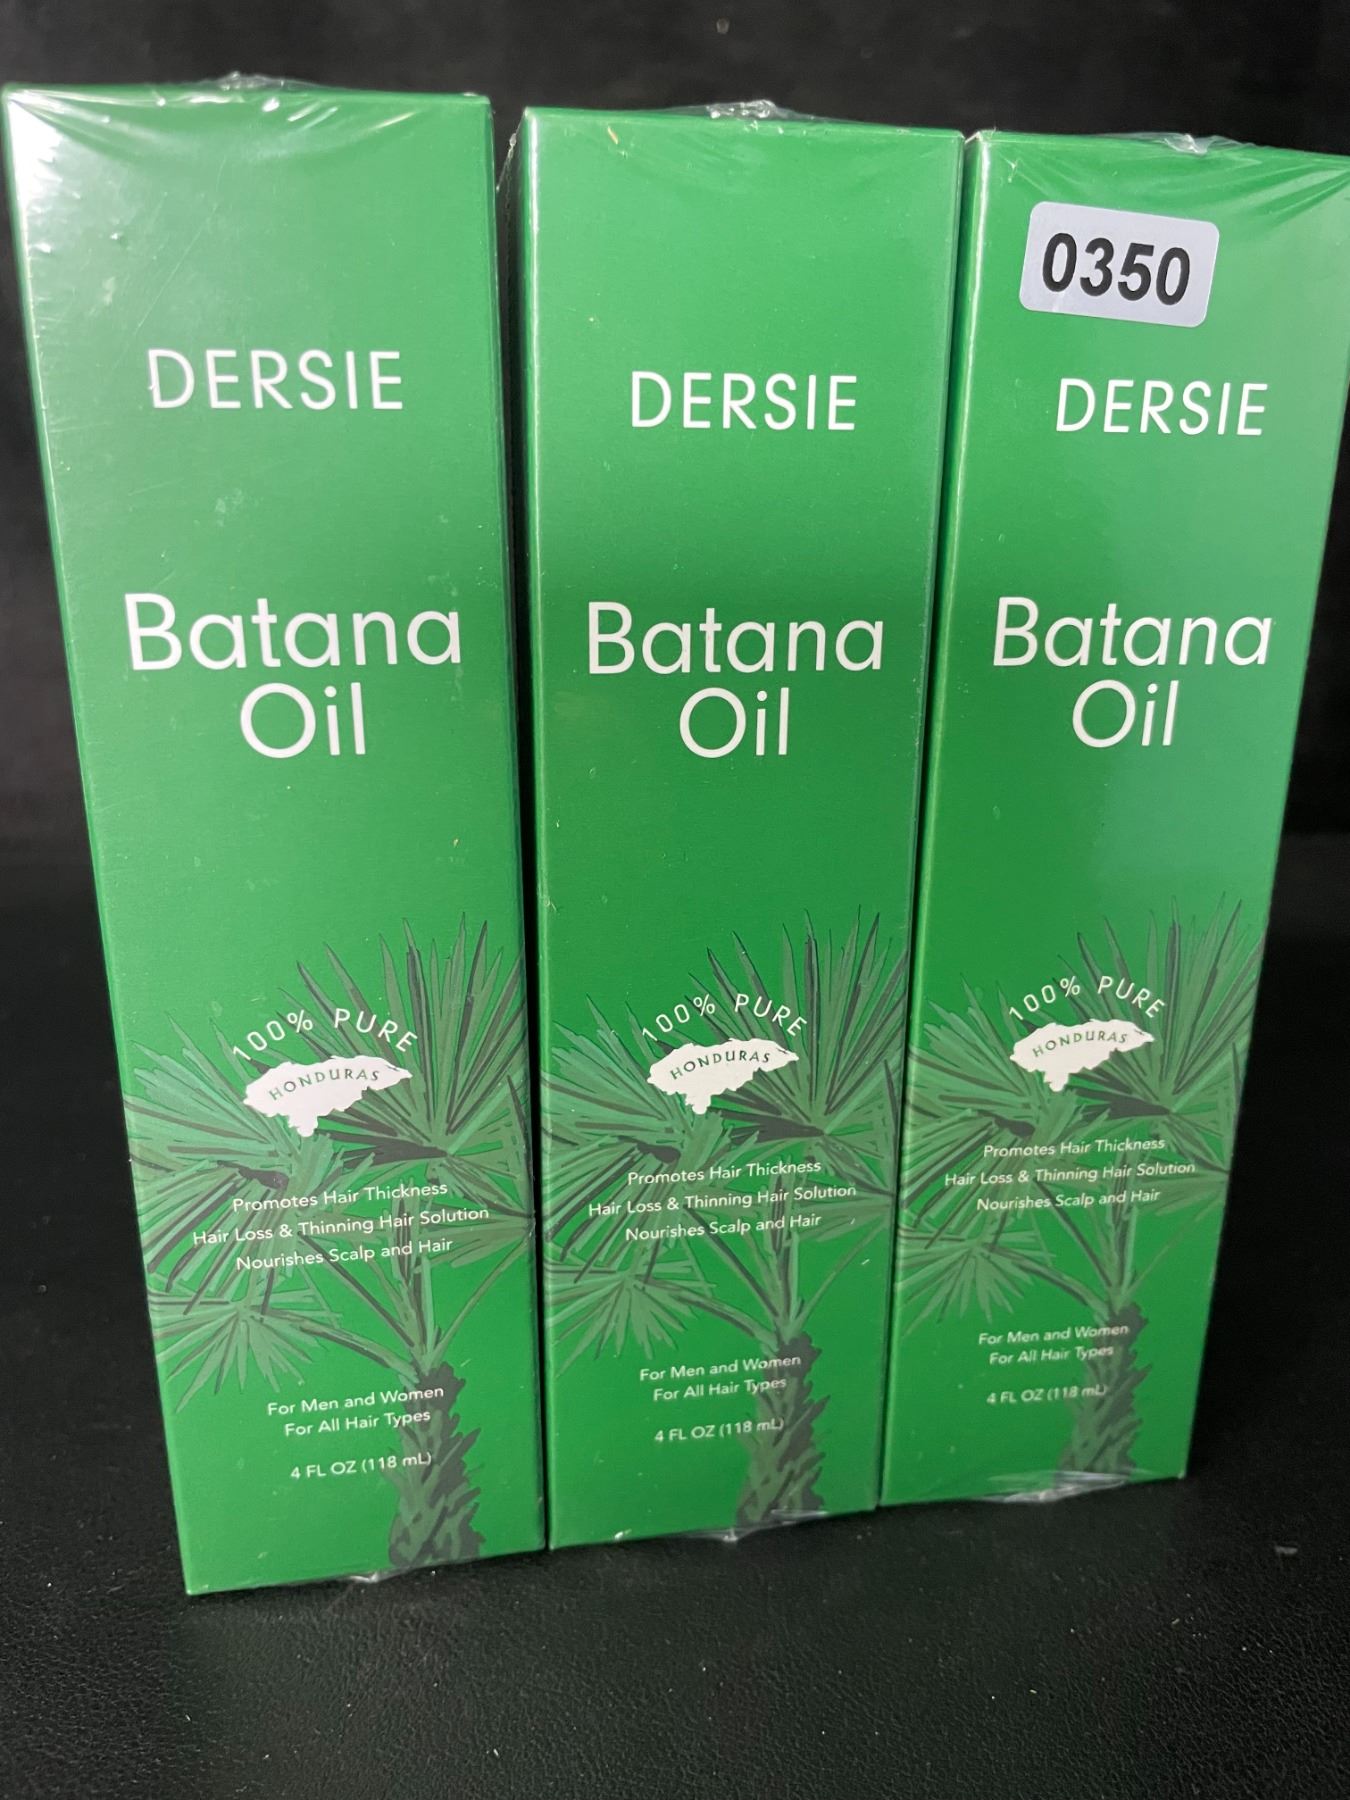 DERSIE
Batana
Oil
100% PURE
HONDURAS
Promotes Hair Thickness
Hair Loss & Thinning Hair Solution
Nourishes Scalp and Hair
For Men and Women
For All Hair Types
4 FL OZ (118 mL)
DERSIE
Batana
Oil
100% PURE
HONDURAS
Promotes Hair Thickness
Hair Loss & Thinning Hair Solution
Nourishes Scalp and Hair
For Men and Women
For All Hair Types
4 FL OZ (118 mL)
0350
DERSIE
Batana
Oil
100% PURE
HONDURAS
Promotes Hair Thickness
Hair Loss & Thinning Hair Solution
Nourishes Scalp and Hair
For Men and Women
For All Hair Types
4 FL OZ (118 mL)